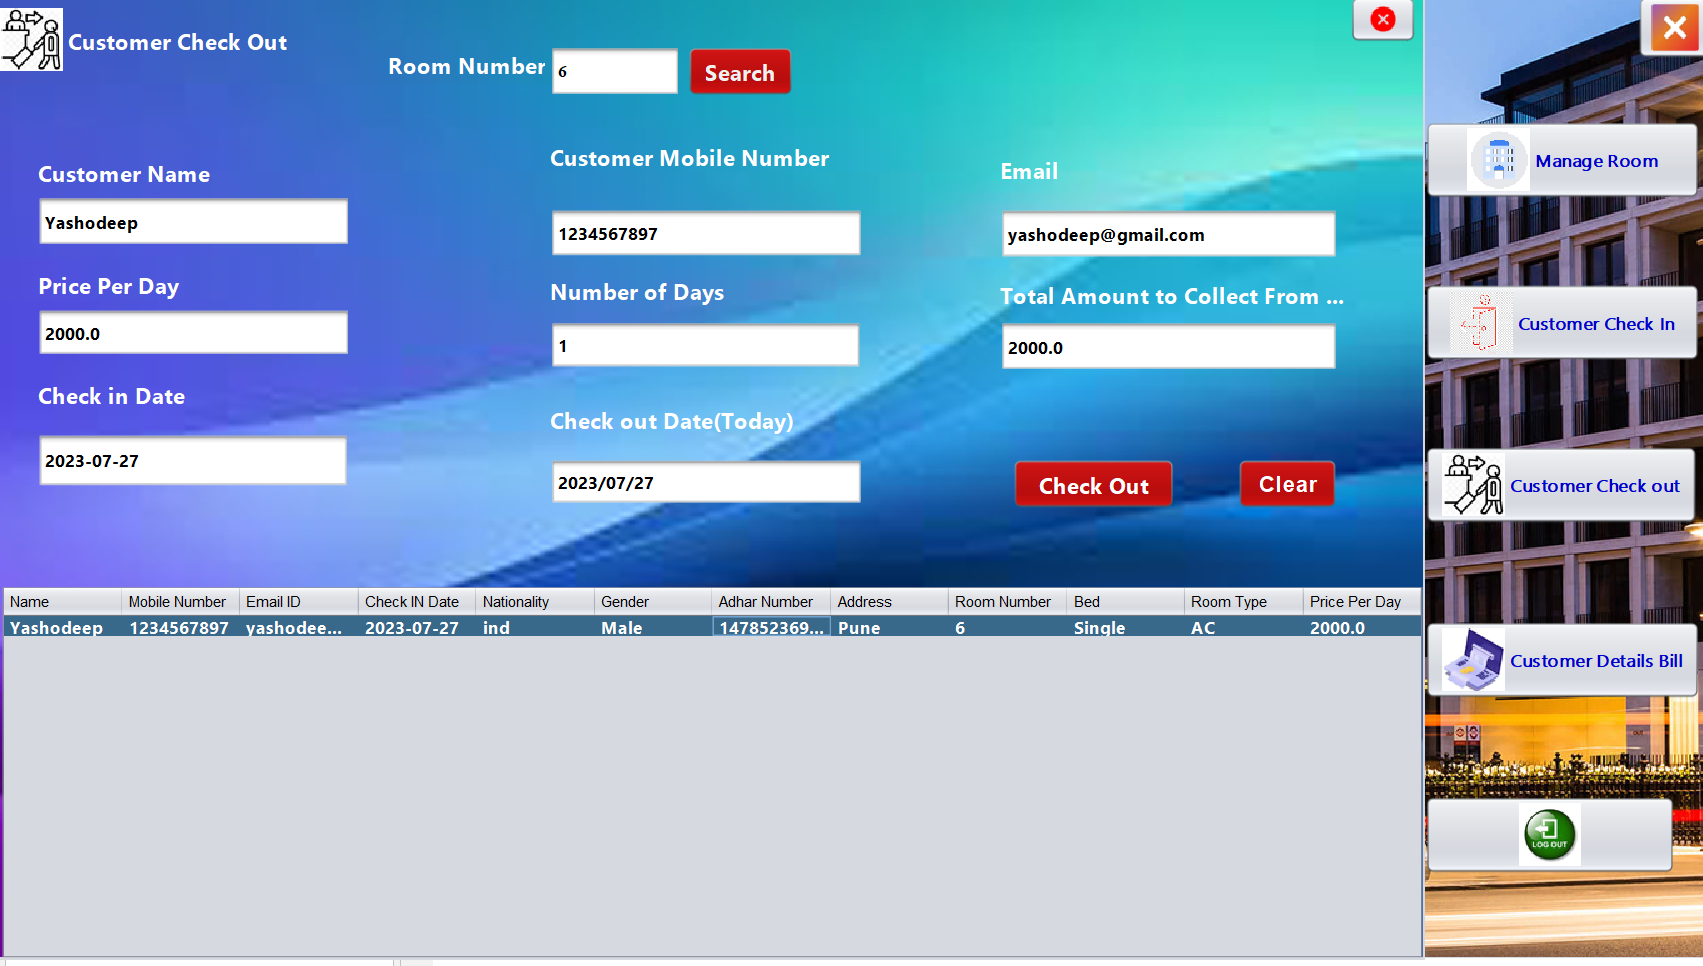 Customer Check Out
Room Number
6
Search
Customer Name
Customer Mobile Number
Email
Yashodeep
1234567897
yashodeep@gmail.com
Price Per Day
Number of Days
Total Amount to Collect From ...
2000.0
1
2000.0
Check in Date
Check out Date(Today)
2023-07-27
2023/07/27
Check Out
Clear
Name Mobile Number Email ID Check IN Date Nationality Gender Adhar Number Address Room Number Bed Room Type Price Per Day
Yashodeep 1234567897 yashodee... 2023-07-27 ind Male 147852369... Pune 6 Single AC 2000.0
Manage Room
Customer Check In
Customer Check out
Customer Details Bill
LOG OUT